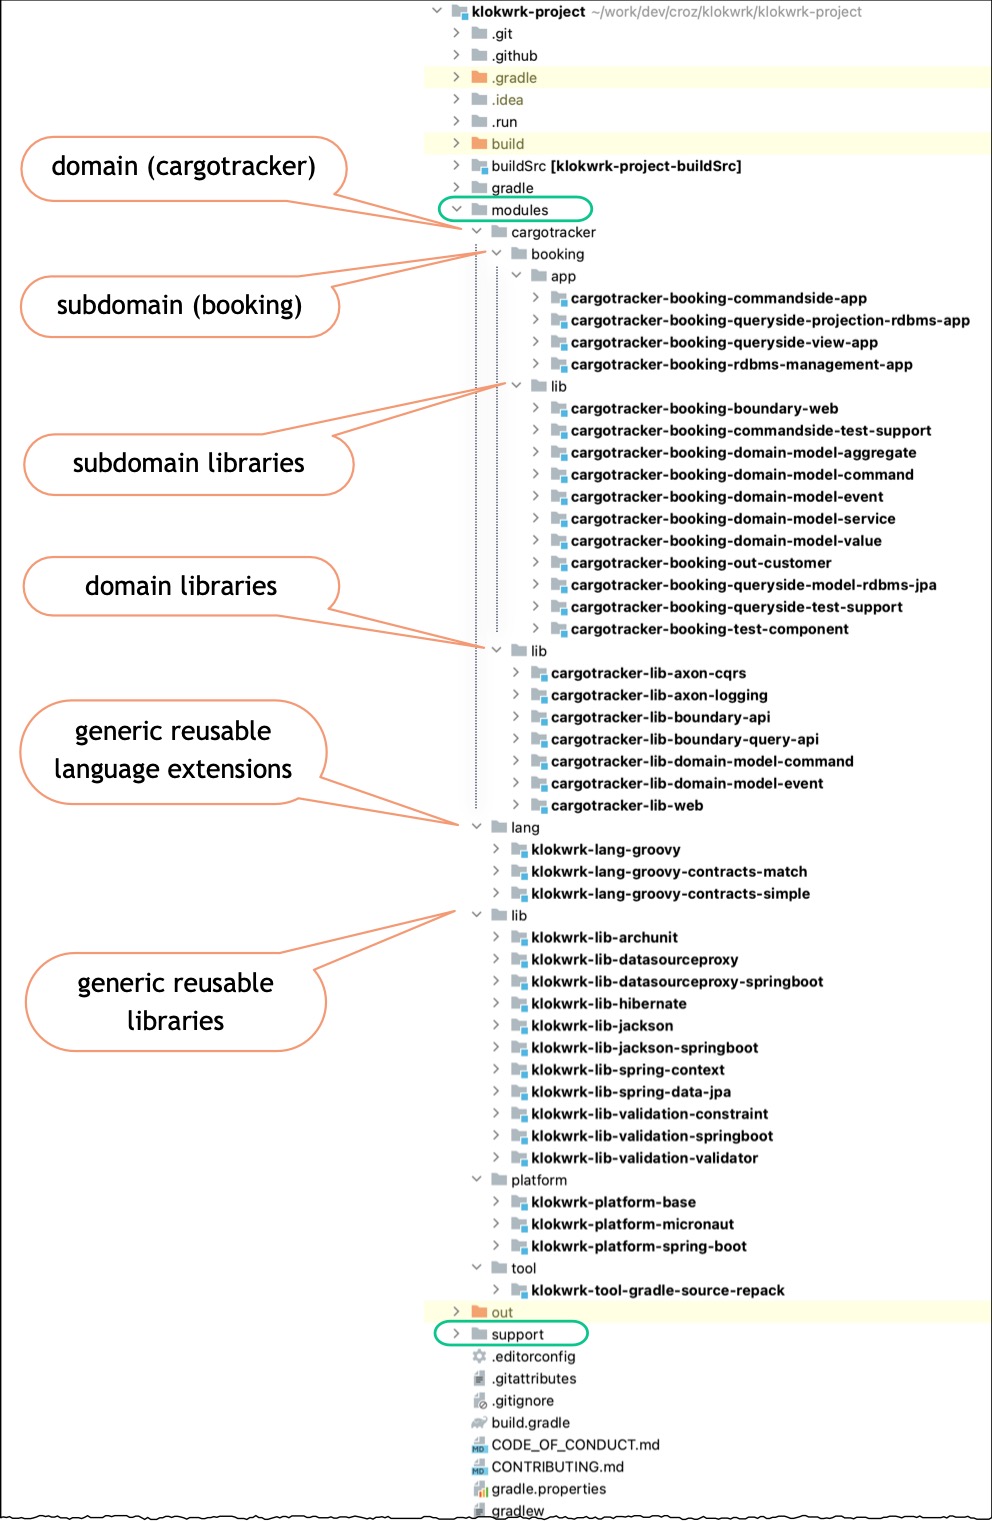 klokwrk-project ~/work/dev/croz/klokwrk/klokwrk-project
.git
.github
.gradle
.idea
.run
build
buildSrc [klokwrk-project-buildSrc]
gradle
modules
domain (cargotracker)
cargotracker
subdomain (booking)
booking
app
cargotracker-booking-commandside-app
cargotracker-booking-queryside-projection-rdbms-app
cargotracker-booking-queryside-view-app
cargotracker-booking-rdbms-management-app
subdomain libraries
lib
cargotracker-booking-boundary-web
cargotracker-booking-commandside-test-support
cargotracker-booking-domain-model-aggregate
cargotracker-booking-domain-model-command
cargotracker-booking-domain-model-event
cargotracker-booking-domain-model-service
cargotracker-booking-domain-model-value
cargotracker-booking-out-customer
cargotracker-booking-queryside-model-rdbms-jpa
cargotracker-booking-queryside-test-support
cargotracker-booking-test-component
domain libraries
lib
cargotracker-lib-axon-cqrs
cargotracker-lib-axon-logging
cargotracker-lib-boundary-api
cargotracker-lib-boundary-query-api
cargotracker-lib-domain-model-command
cargotracker-lib-domain-model-event
cargotracker-lib-web
generic reusable
language extensions
lang
klokwrk-lang-groovy
klokwrk-lang-groovy-contracts-match
klokwrk-lang-groovy-contracts-simple
generic reusable
libraries
lib
klokwrk-lib-archunit
klokwrk-lib-datasourceproxy
klokwrk-lib-datasourceproxy-springboot
klokwrk-lib-hibernate
klokwrk-lib-jackson
klokwrk-lib-jackson-springboot
klokwrk-lib-spring-context
klokwrk-lib-spring-data-jpa
klokwrk-lib-validation-constraint
klokwrk-lib-validation-springboot
klokwrk-lib-validation-validator
platform
klokwrk-platform-base
klokwrk-platform-micronaut
klokwrk-platform-spring-boot
tool
klokwrk-tool-gradle-source-repack
out
support
.editorconfig
.gitattributes
.gitignore
build.gradle
CODE_OF_CONDUCT.md
CONTRIBUTING.md
gradle.properties
gradlew